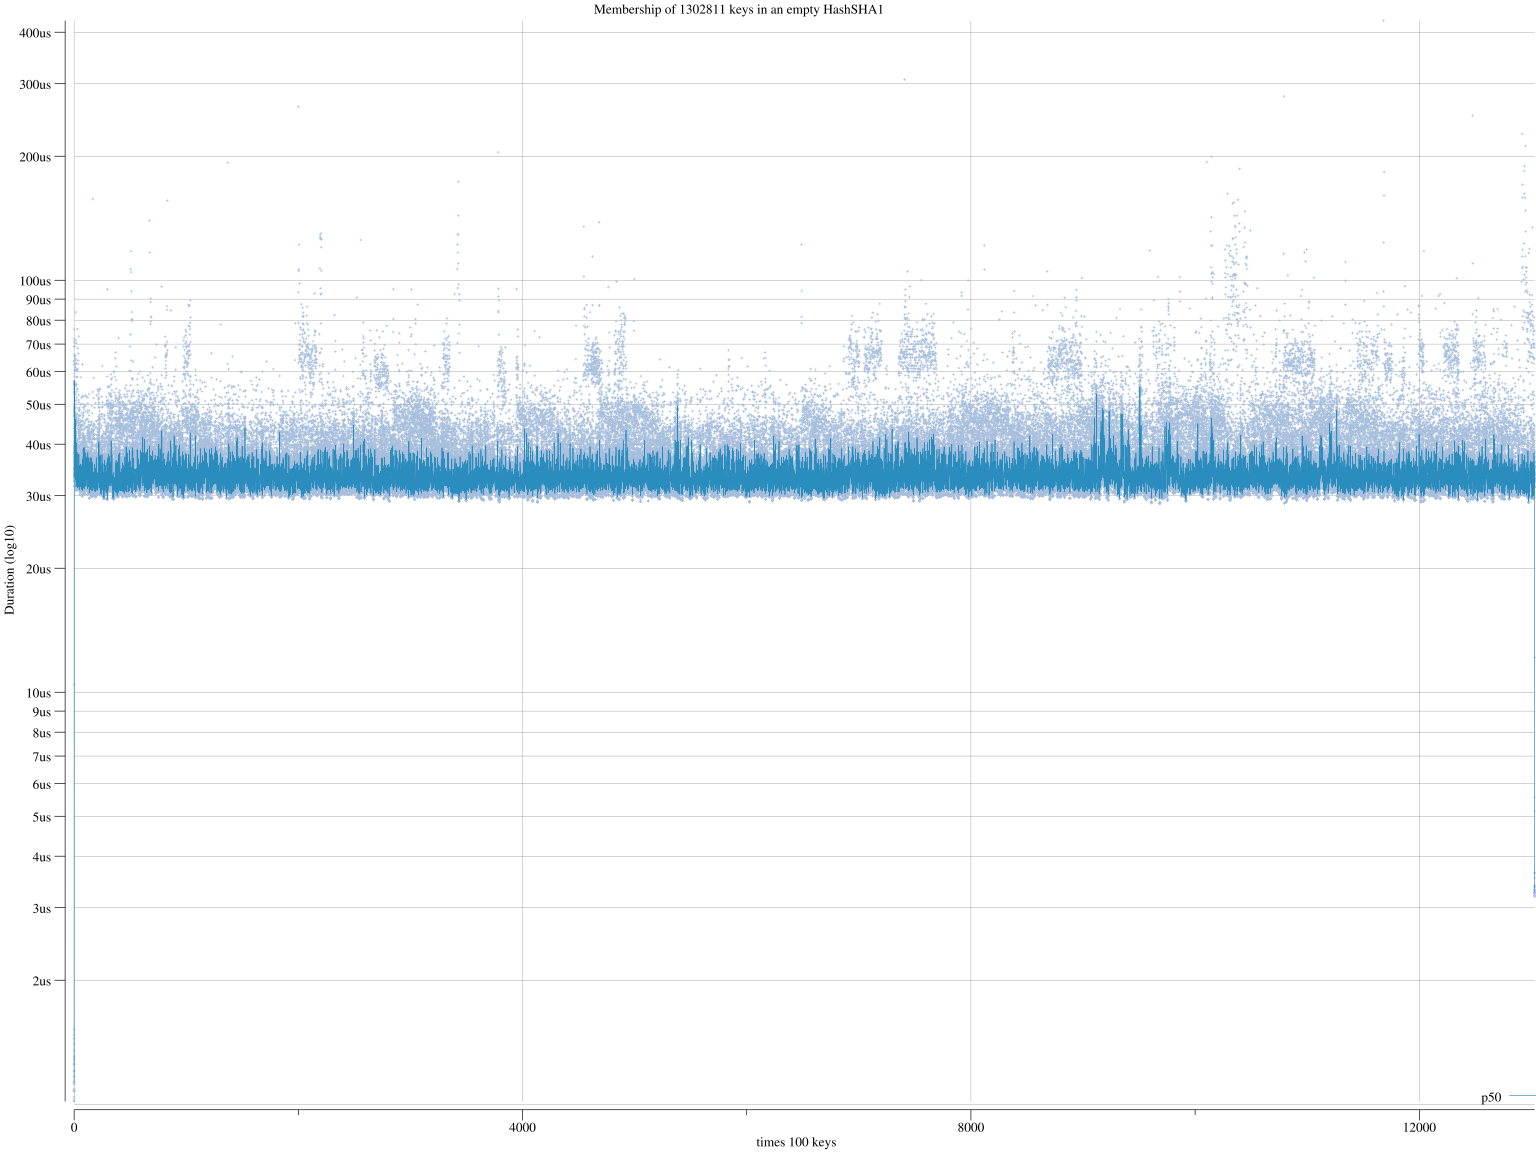 Membership of 1302811 keys in an empty HashSHA1
400us
300us
200us
100us
90us
80us
70us
60us
50us
40us
30us
20us
10us
9us
8us
7us
6us
5us
4us
3us
2us
Duration (log10)
p50
0
4000
8000
12000
times 100 keys